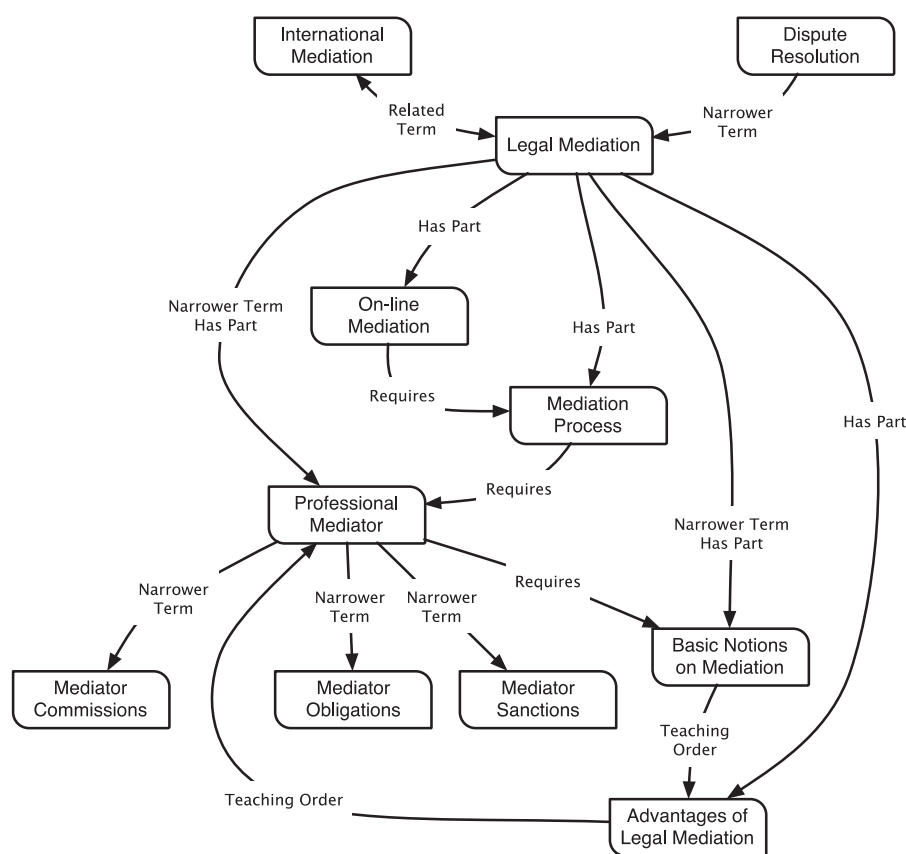 International
Mediation
Dispute
Resolution
Related
Term
Narrower
Term
Legal Mediation
Has Part
On-line
Mediation
Narrower Term
Has Part
Has Part
Requires
Mediation
Process
Has Part
Requires
Professional
Mediator
Narrower Term
Has Part
Requires
Narrower
Term
Narrower
Term
Narrower
Term
Basic Notions
on Mediation
Mediator
Commissions
Mediator
Obligations
Mediator
Sanctions
Teaching
Order
Teaching Order
Advantages of
Legal Mediation